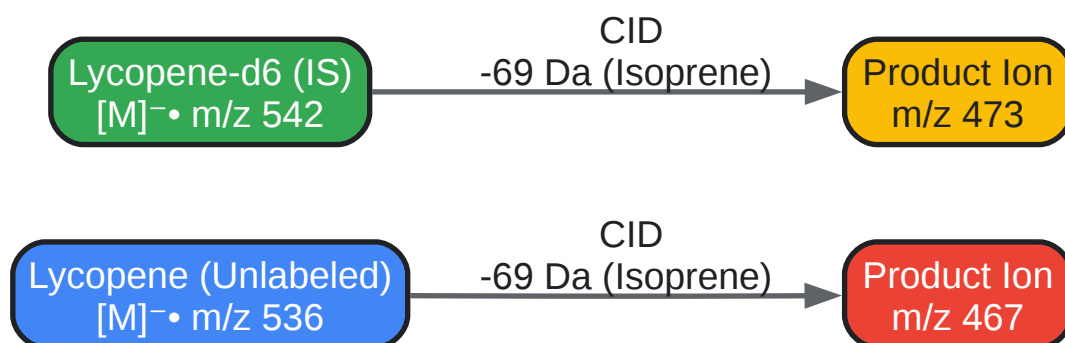 CID
-69 Da (Isoprene)
Lycopene-d6 (IS)
[M]⁻• m/z 542
Product Ion
m/z 473
CID
-69 Da (Isoprene)
Lycopene (Unlabeled)
[M]⁻• m/z 536
Product Ion
m/z 467